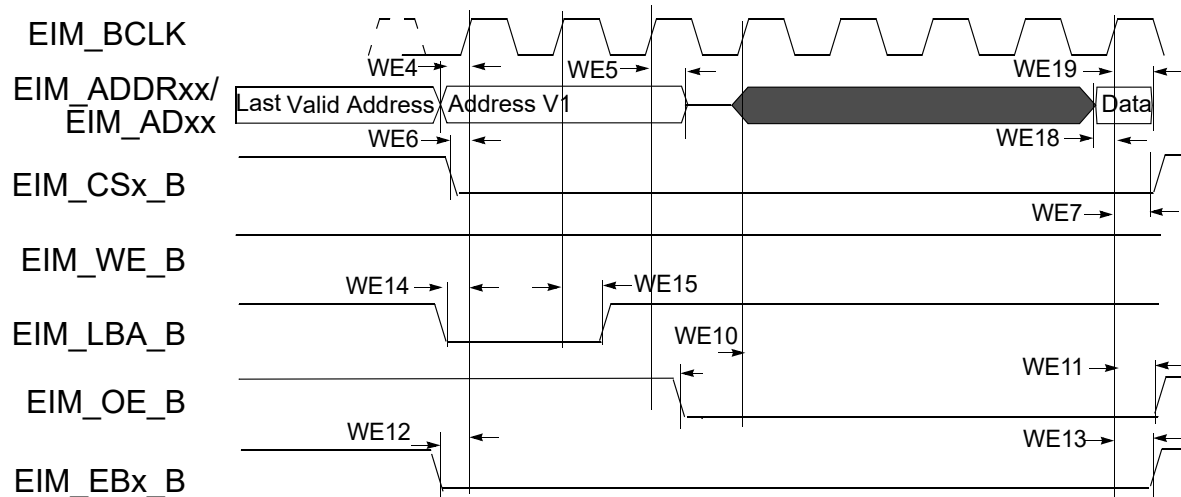 EIM_BCLK
WE4
WE5
WE19
EIM_ADDRxx/
EIM_ADxx
Last Valid Address
Address V1
Data
WE6
WE18
EIM_CSx_B
WE7
EIM_WE_B
WE14
WE15
EIM_LBA_B
WE10
WE11
EIM_OE_B
WE12
WE13
EIM_EBx_B